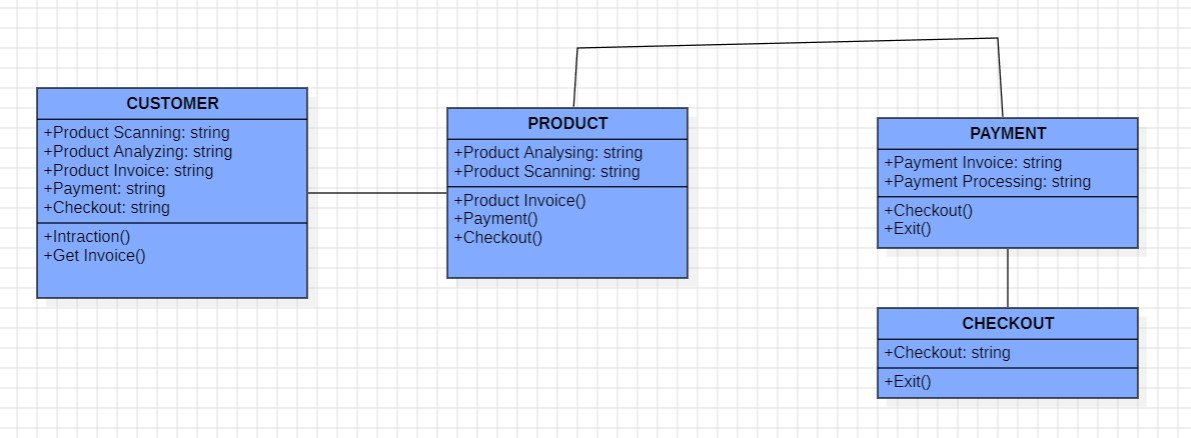 CUSTOMER
+Product Scanning: string
+Product Analyzing: string
+Product Invoice: string
+Payment: string
+Checkout: string
+Intraction()
+Get Invoice()
PRODUCT
+Product Analysing: string
+Product Scanning: string
+Product Invoice()
+Payment()
+Checkout()
PAYMENT
+Payment Invoice: string
+Payment Processing: string
+Checkout()
+Exit()
CHECKOUT
+Checkout: string
+Exit()